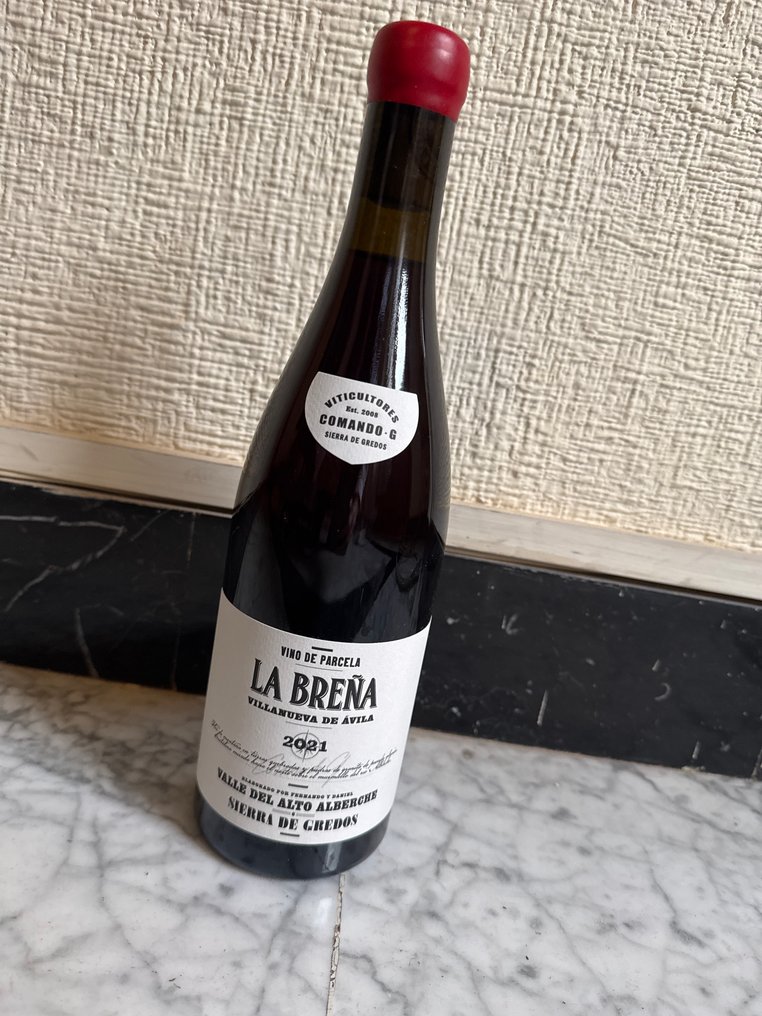 VITICULTORES
Est. 2008
COMANDO·G
SIERRA DE GREDOS
VINO DE PARCELA
LA BREÑA
VILLANUEVA DE ÁVILA
2021
ELABORADO POR FERNANDO Y DANIEL
VALLE DEL ALTO ALBERCHE
SIERRA DE GREDOS